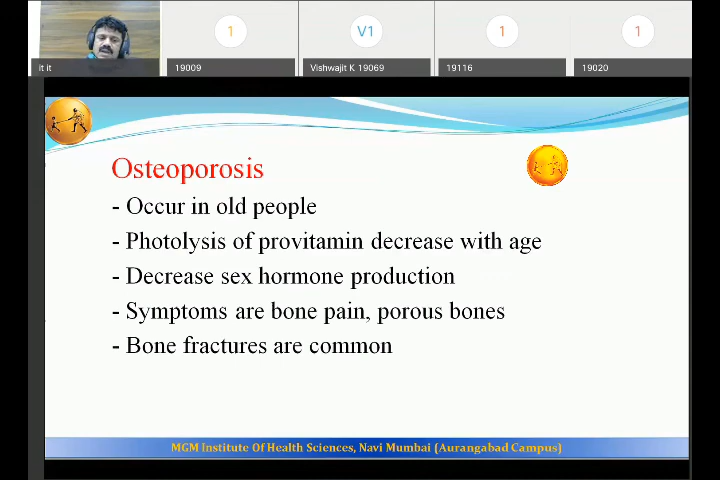 1
V1
1
1
it it
19009
Vishwajit K 19069
19116
19020
Osteoporosis
- Occur in old people
- Photolysis of provitamin decrease with age
- Decrease sex hormone production
- Symptoms are bone pain, porous bones
- Bone fractures are common
MGM Institute Of Health Sciences, Navi Mumbai (Aurangabad Campus)